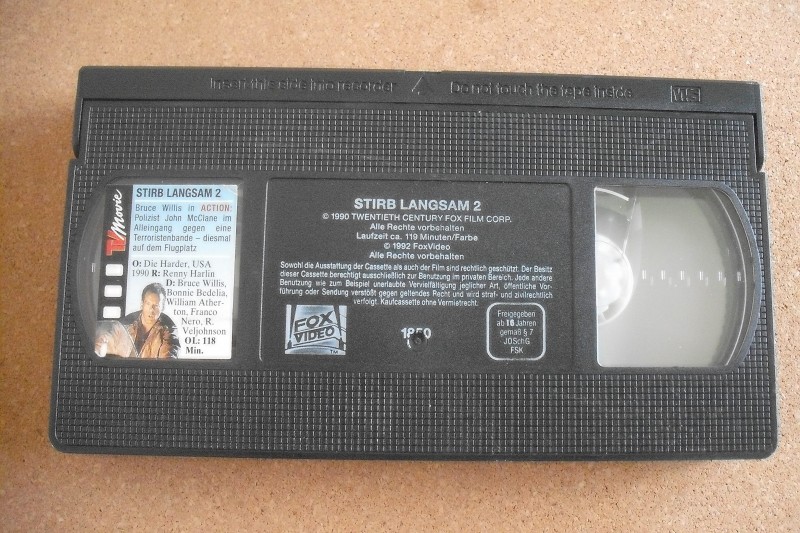 Insert this side into recorder
Do not touch the tape inside
VHS
TV Movie
STIRB LANGSAM 2
Bruce Willis in ACTION:
Polizist John McClane im
Alleingang gegen eine
Terroristenbande – diesmal
auf dem Flugplatz
O: Die Harder, USA
1990 R: Renny Harlin
D: Bruce Willis,
Bonnie Bedelia,
William Ather-
ton, Franco
Nero, R.
Veljohnson
OL: 118
Min.
STIRB LANGSAM 2
© 1990 TWENTIETH CENTURY FOX FILM CORP.
Alle Rechte vorbehalten
Laufzeit ca. 119 Minuten/Farbe
© 1992 FoxVideo
Alle Rechte vorbehalten
Sowohl die Ausstattung der Cassette als auch der Film sind rechtlich geschützt. Der Besitz
dieser Cassette berechtigt ausschließlich zur Benutzung im privaten Bereich. Jede andere
Benutzung wie zum Beispiel unerlaubte Vervielfältigung jeglicher Art, öffentliche Vor-
führung oder Sendung verstößt gegen geltendes Recht und wird straf- und zivilrechtlich
verfolgt. Kaufcassette ohne Vermietrecht.
FOX
VIDEO
TM
1850
Freigegeben
ab 16 Jahren
gemäß § 7
JÖSchG
FSK